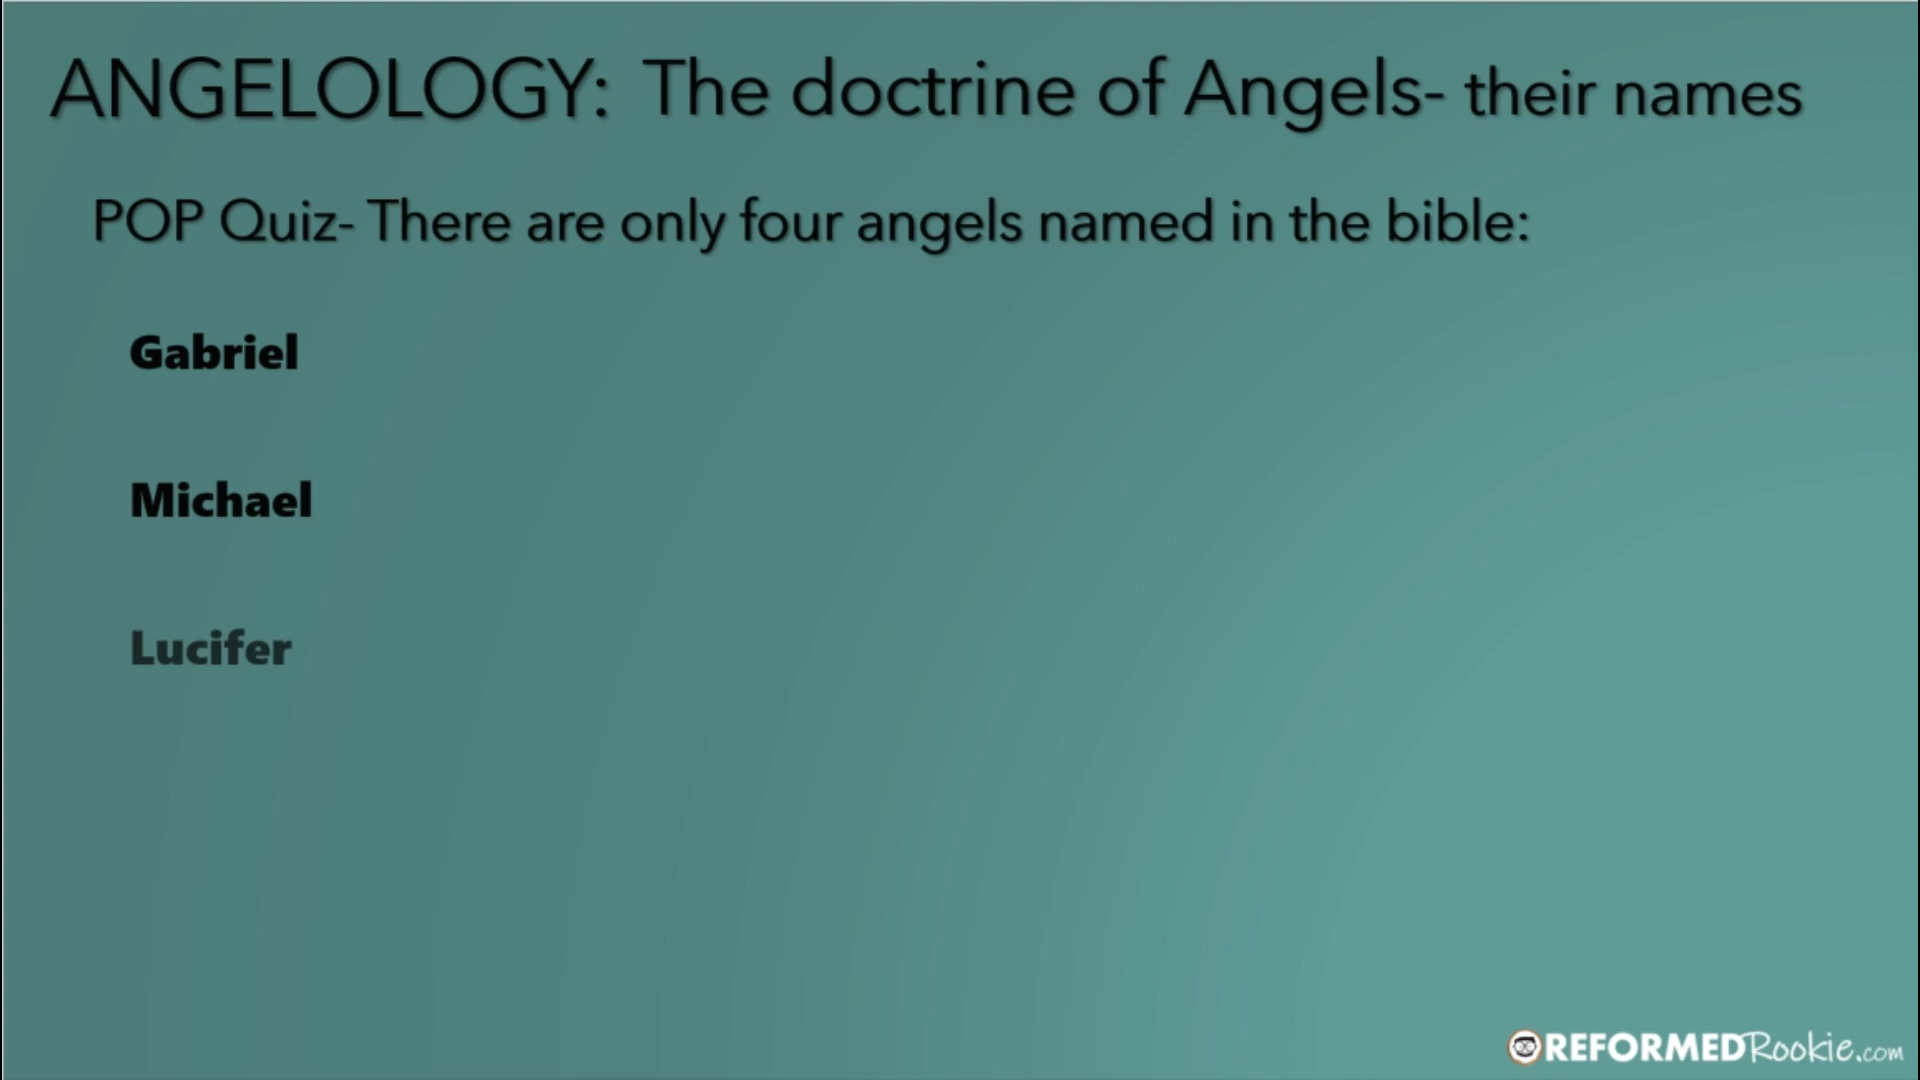 ANGELOLOGY: The doctrine of Angels- their names
POP Quiz- There are only four angels named in the bible:
Gabriel
Michael
Lucifer
REFORMEDRookie.com